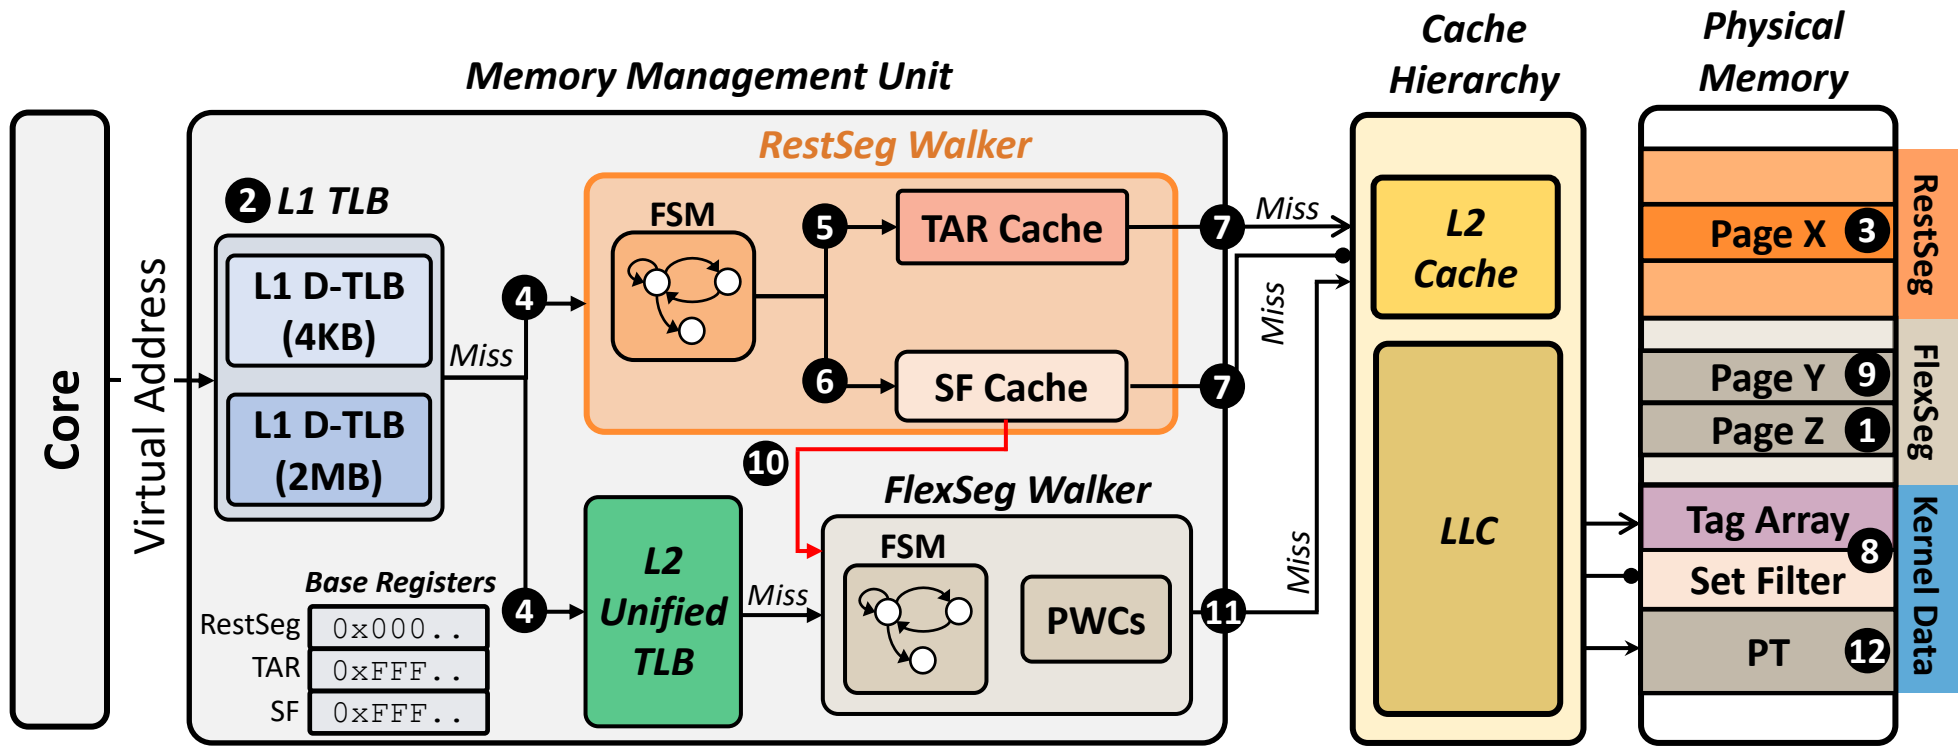 Memory Management Unit
Cache
Hierarchy
Physical
Memory
Core
Virtual Address
2 L1 TLB
L1 D-TLB
(4KB)
L1 D-TLB
(2MB)
Miss
4
4
RestSeg Walker
FSM
5
TAR Cache
6
SF Cache
7
Miss
7
Miss
10
Base Registers
RestSeg 0x000..
TAR 0xFFF..
SF 0xFFF..
L2
Unified
TLB
Miss
FlexSeg Walker
FSM
PWCs
11
Miss
L2
Cache
LLC
Page X 3
RestSeg
Page Y 9
Page Z 1
FlexSeg
Tag Array
8
Set Filter
PT 12
Kernel Data